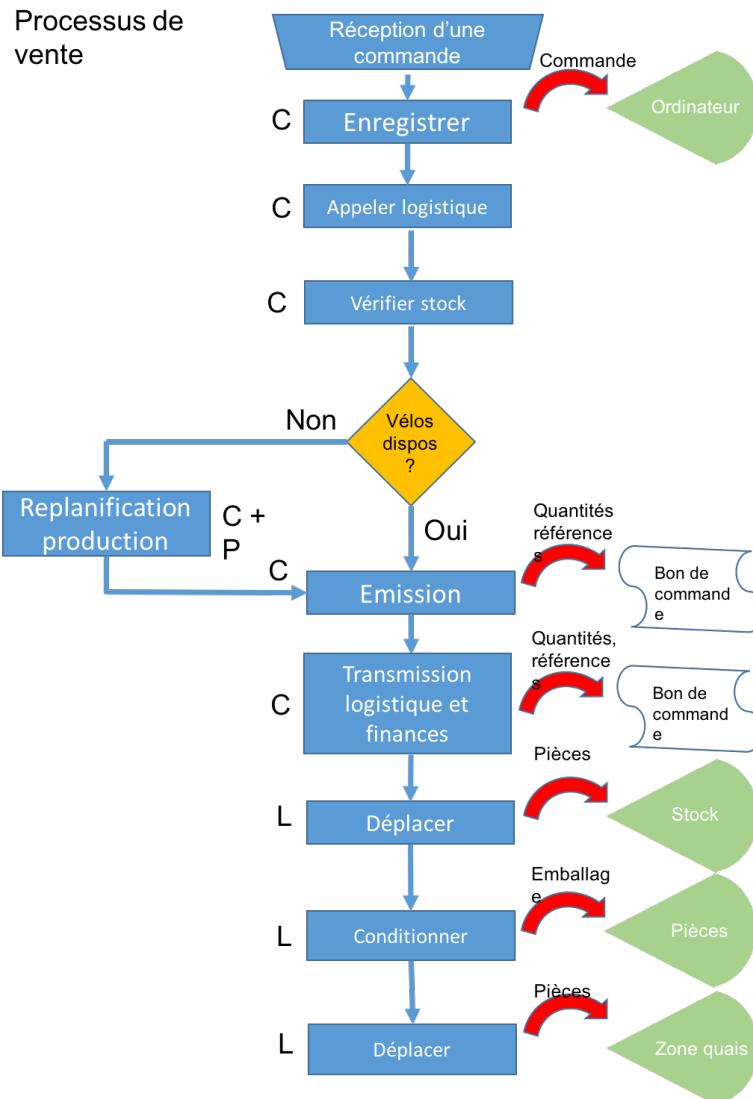 Processus de
vente
Réception d’une
commande
Commande
Ordinateur
C
Enregistrer
C
Appeler logistique
C
Vérifier stock
Non
Vélos
dispos
?
Replanification
production
C +
P
Oui
Quantités
référence
s
C
Emission
Bon de
command
e
Quantités,
référence
s
C
Transmission
logistique et
finances
Bon de
command
e
Pièces
L
Déplacer
Stock
Emballag
e
L
Conditionner
Pièces
Pièces
L
Déplacer
Zone quais